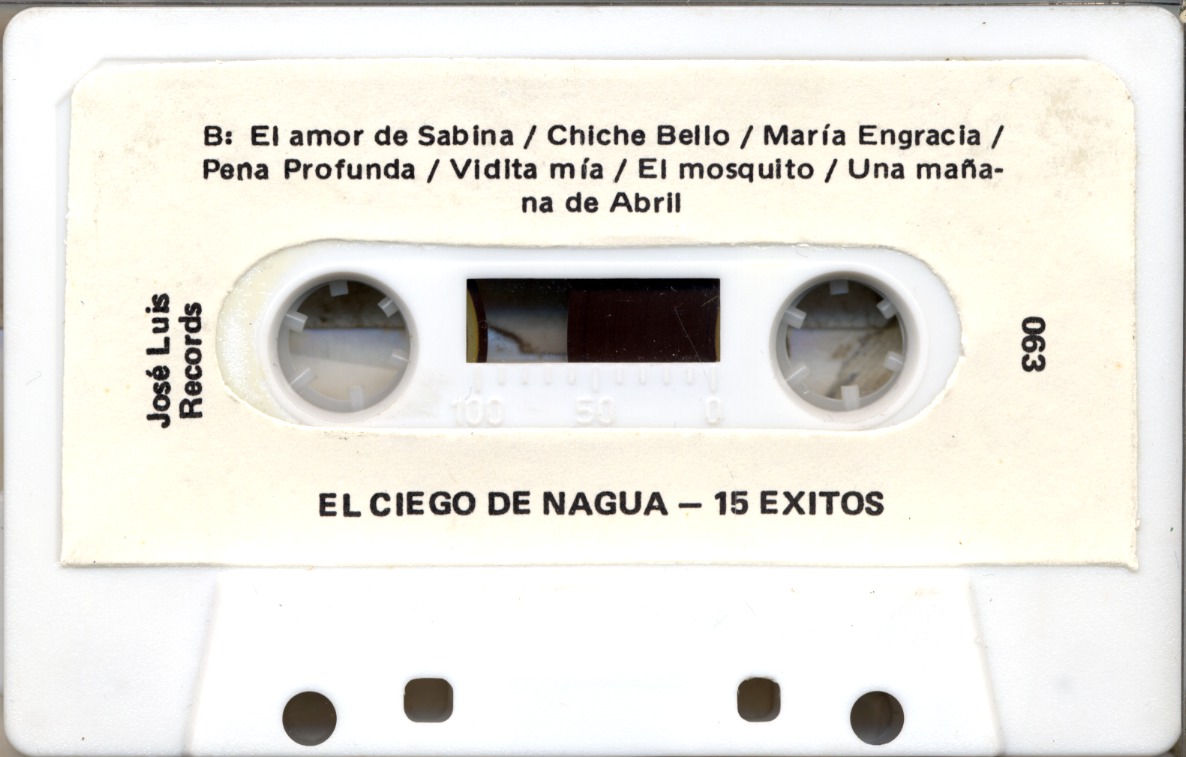 B: El amor de Sabina / Chiche Bello / María Engracia /
Pena Profunda / Vidita mía / El mosquito / Una maña-
na de Abril
José Luis
Records
063
100 50 0
EL CIEGO DE NAGUA — 15 EXITOS